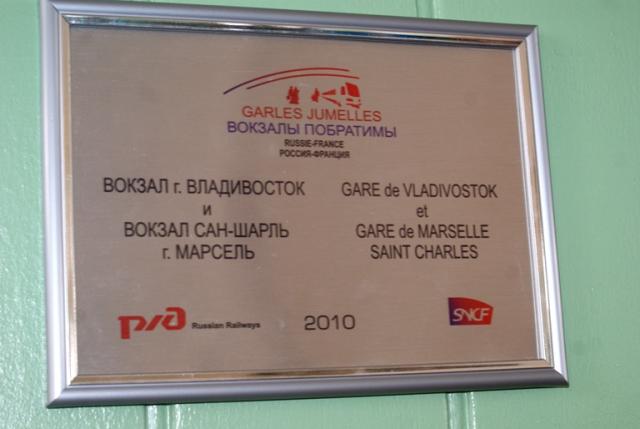 GARLES JUMELLES
ВОКЗАЛЫ ПОБРАТИМЫ
RUSSIE-FRANCE
РОССИЯ-ФРАНЦИЯ
ВОКЗАЛ г. ВЛАДИВОСТОК
и
ВОКЗАЛ САН-ШАРЛЬ
г. МАРСЕЛЬ
GARE de VLADIVOSTOK
et
GARE de MARSELLE
SAINT CHARLES
ржд Russian Railways
2010
SNCF